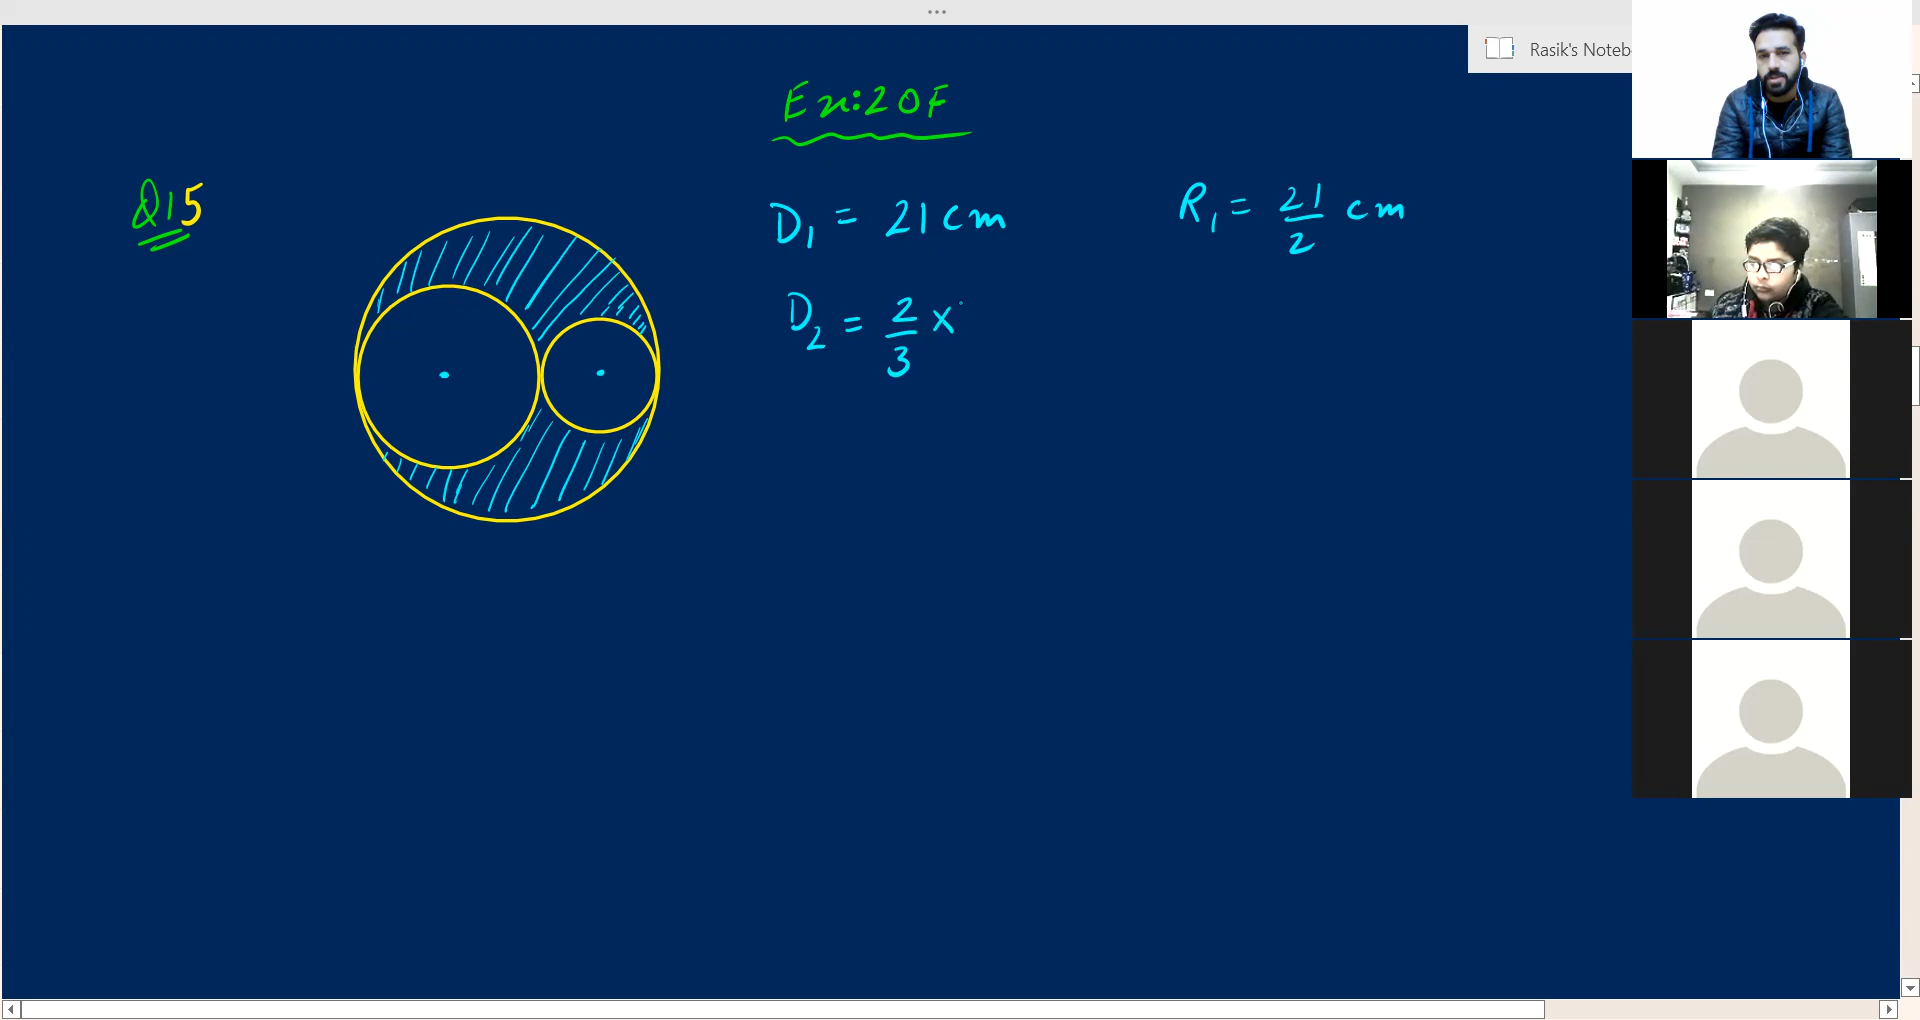 Rasik's Noteb
Ex:20F
Q15
D₁ = 21 cm
R₁ = 21/2 cm
D₂ = 2/3 ×